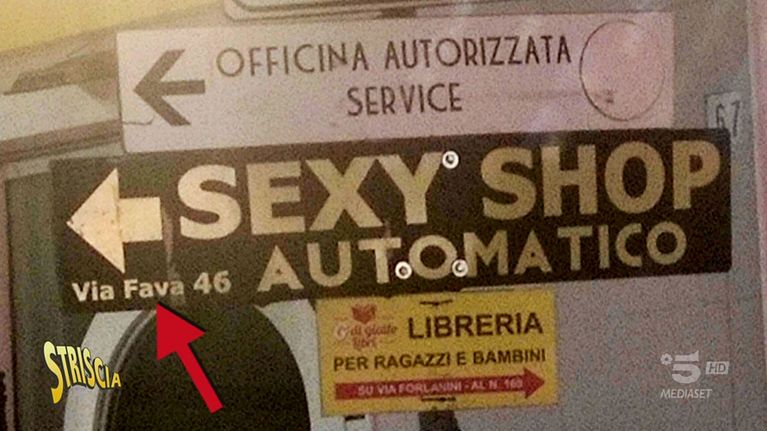 OFFICINA AUTORIZZATA
SERVICE
67
SEXY SHOP
AUTOMATICO
Via Fava 46
LIBRERIA
PER RAGAZZI E BAMBINI
SU VIA FORLANINI - AL N. 160
STRISCIA
5 HD
MEDIASET